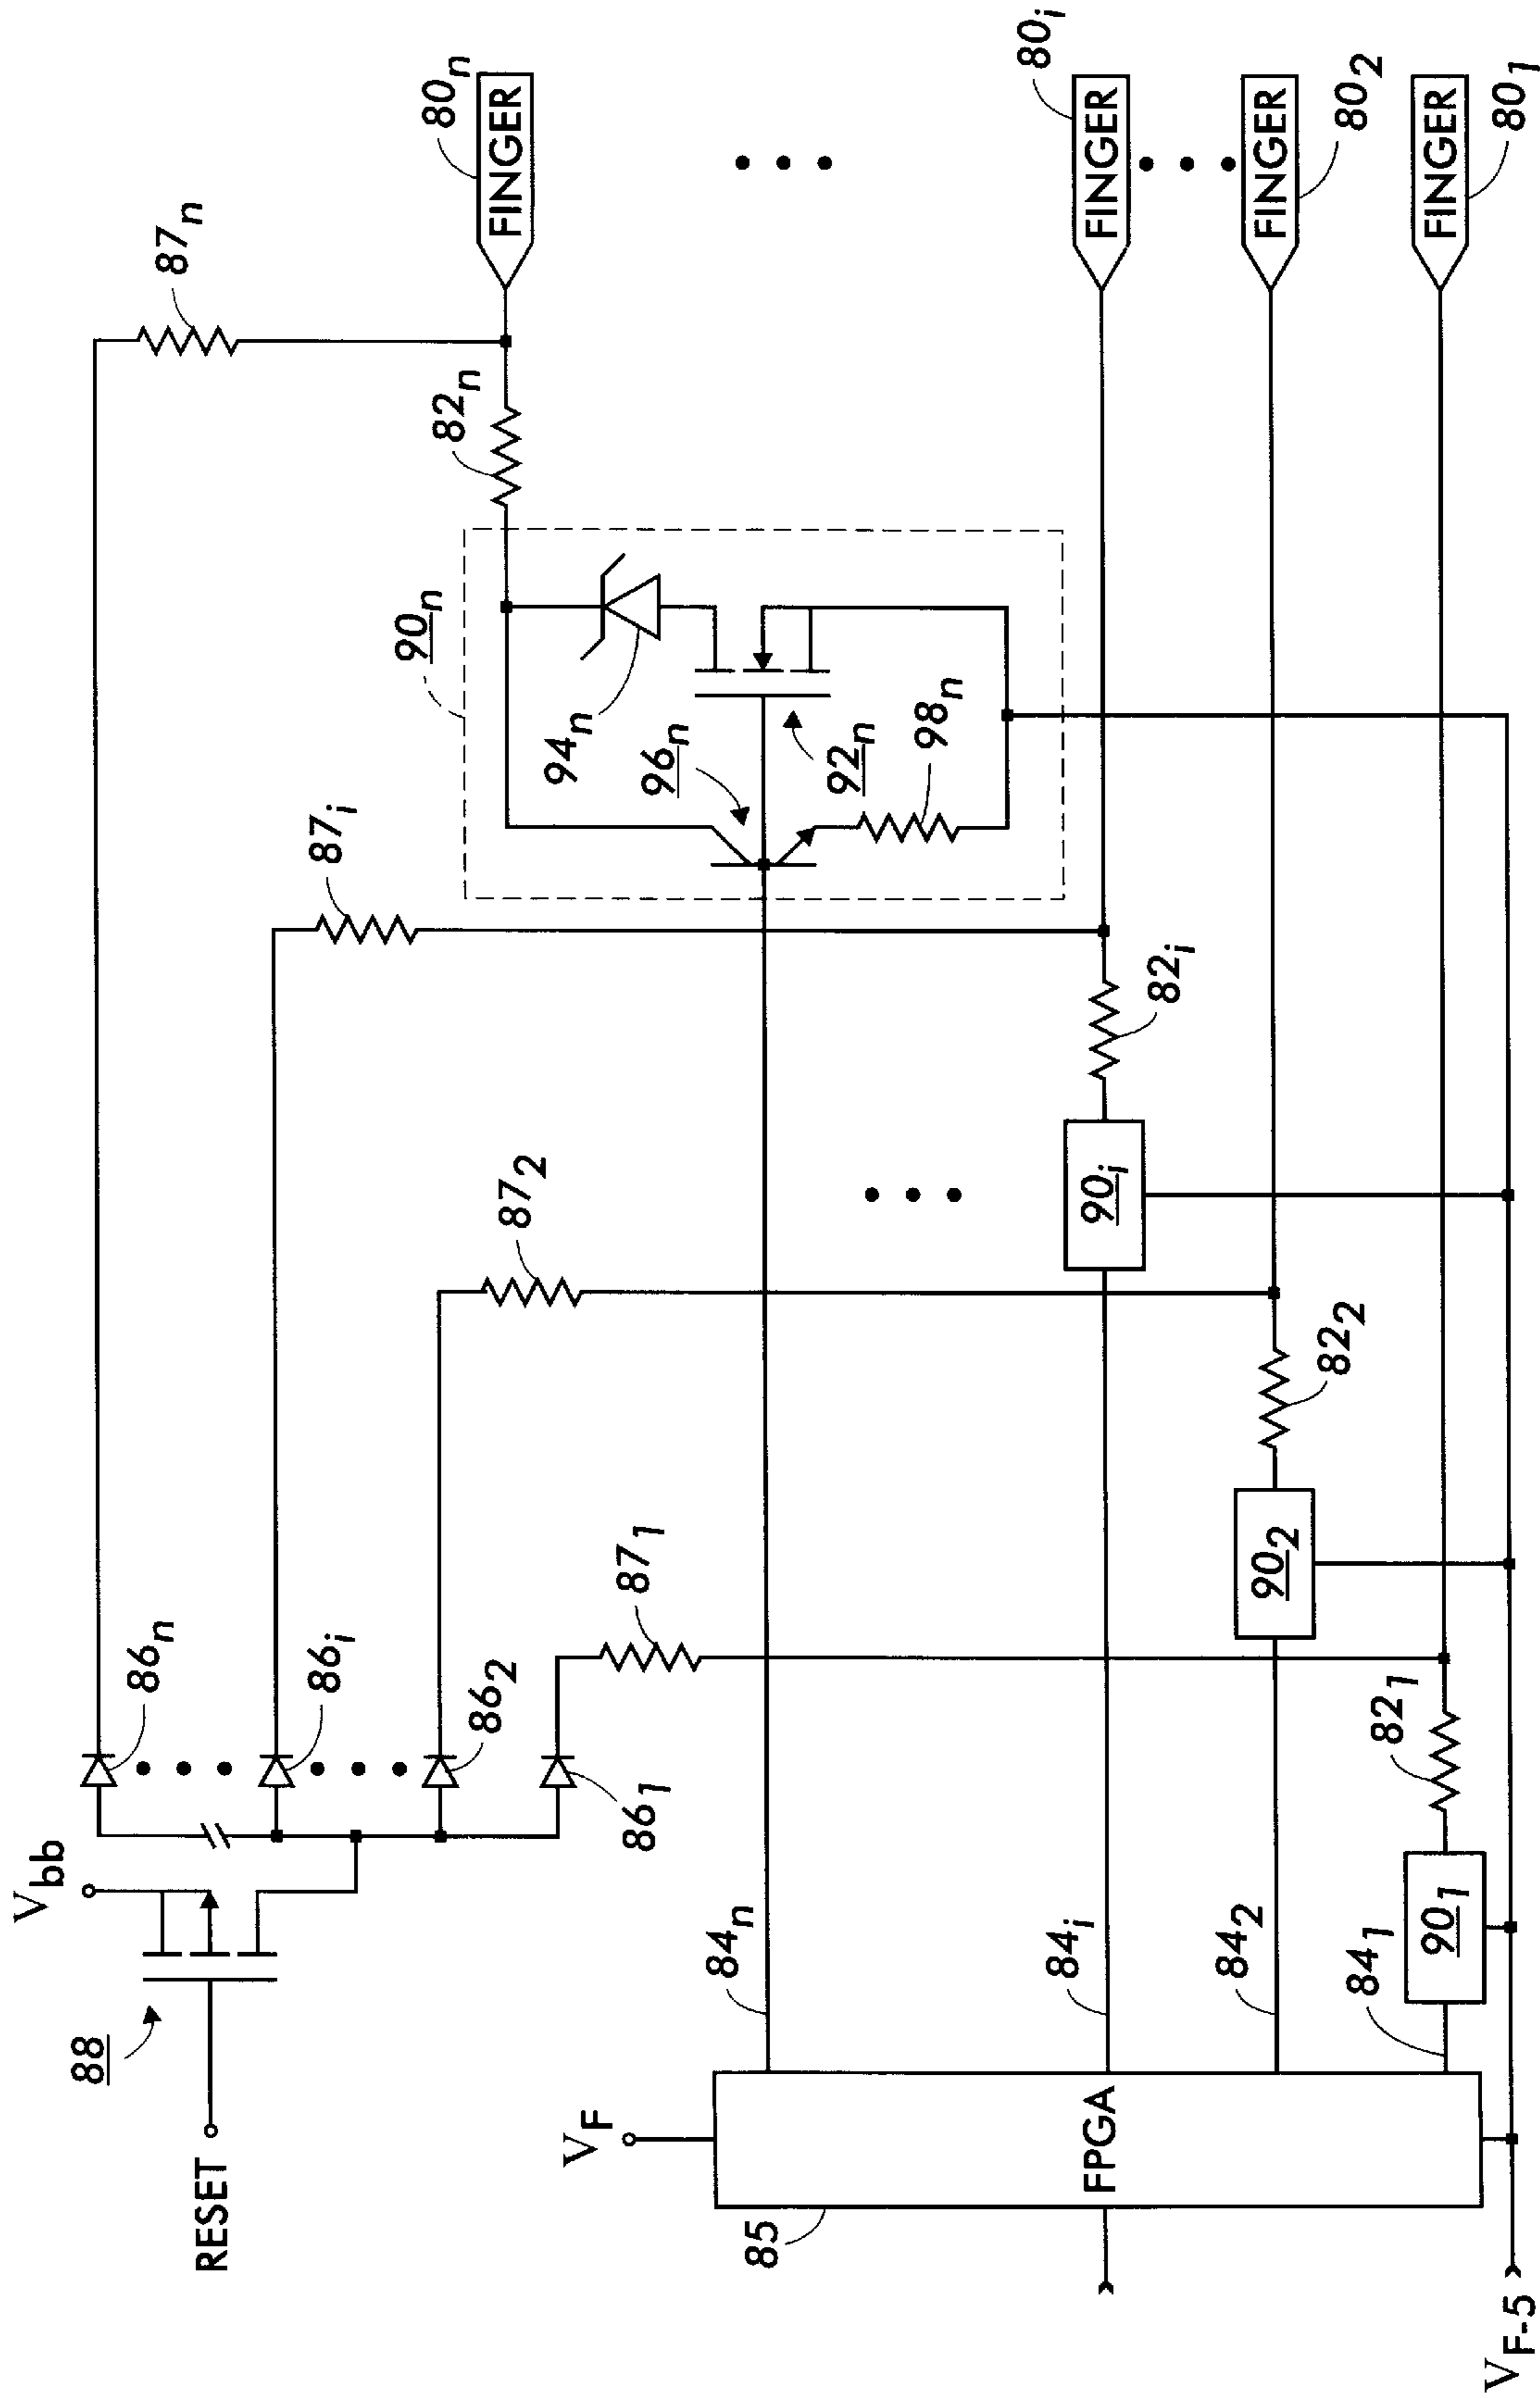 87n
80n
FINGER
82n
90n
94n
96n
92n
98n
87i
80i
FINGER
FINGER
802
FINGER
801
82i
90i
872
822
902
871
821
901
86n
86i
862
861
Vbb
88
RESET
84n
84i
842
841
VF
FPGA
85
VF-5